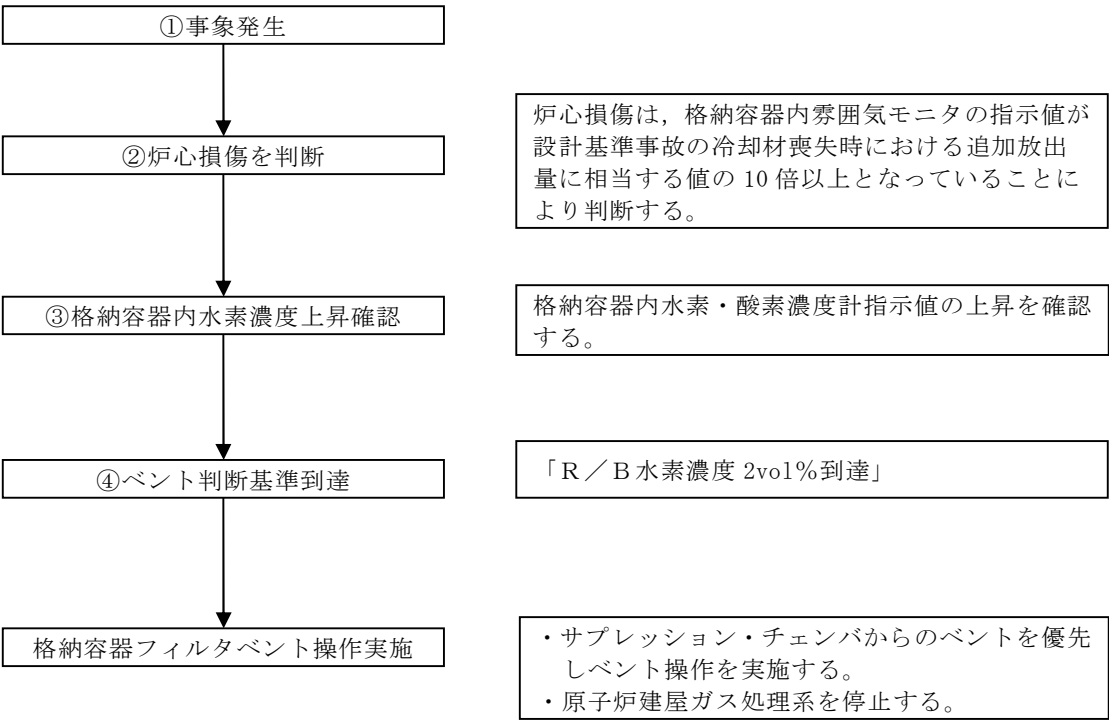 ①事象発生
②炉心損傷を判断
炉心損傷は，格納容器内雰囲気モニタの指示値が
設計基準事故の冷却材喪失時における追加放出
量に相当する値の 10 倍以上となっていることに
より判断する。
③格納容器内水素濃度上昇確認
格納容器内水素・酸素濃度計指示値の上昇を確認
する。
④ベント判断基準到達
「Ｒ／Ｂ水素濃度 2vol％到達」
格納容器フィルタベント操作実施
・サプレッション・チェンバからのベントを優先
しベント操作を実施する。
・原子炉建屋ガス処理系を停止する。